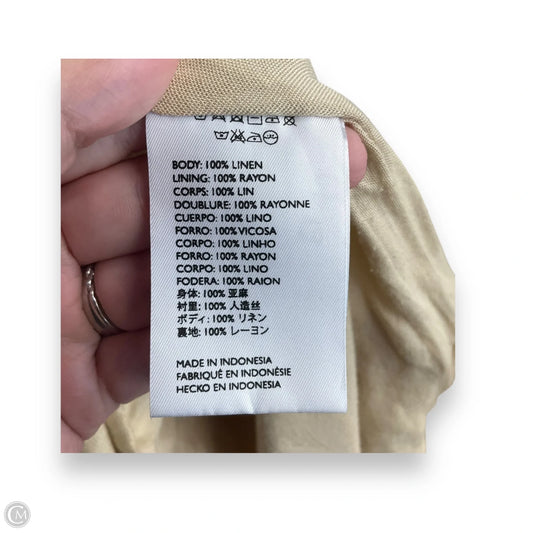 BODY: 100% LINEN
LINING: 100% RAYON
CORPS: 100% LIN
DOUBLURE: 100% RAYONNE
CUERPO: 100% LINO
FORRO: 100% VICOSA
CORPO: 100% LINHO
FORRO: 100% RAYON
CORPO: 100% LINO
FODERA: 100% RAION
身体: 100% 亚麻
衬里: 100% 人造丝
ボディ: 100% リネン
裏地: 100% レーヨン
MADE IN INDONESIA
FABRIQUÉ EN INDONÉSIE
HECKO EN INDONESIA
CM